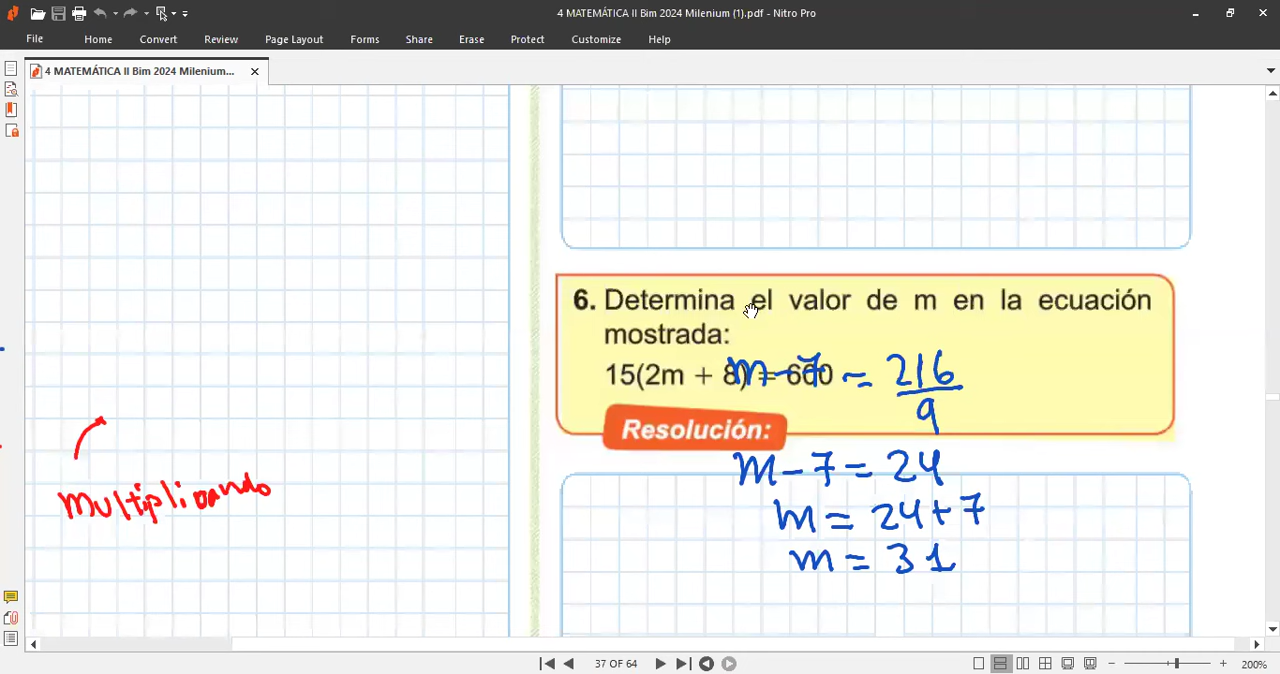 4 MATEMÁTICA II Bim 2024 Milenium (1).pdf - Nitro Pro
File Home Convert Review Page Layout Forms Share Erase Protect Customize Help
4 MATEMÁTICA II Bim 2024 Milenium...
6. Determina el valor de m en la ecuación
mostrada:
15(2m + 8) = 600
m - 7 = 216/9
Resolución:
m - 7 = 24
m = 24 + 7
m = 31
multiplicando
37 OF 64
200%